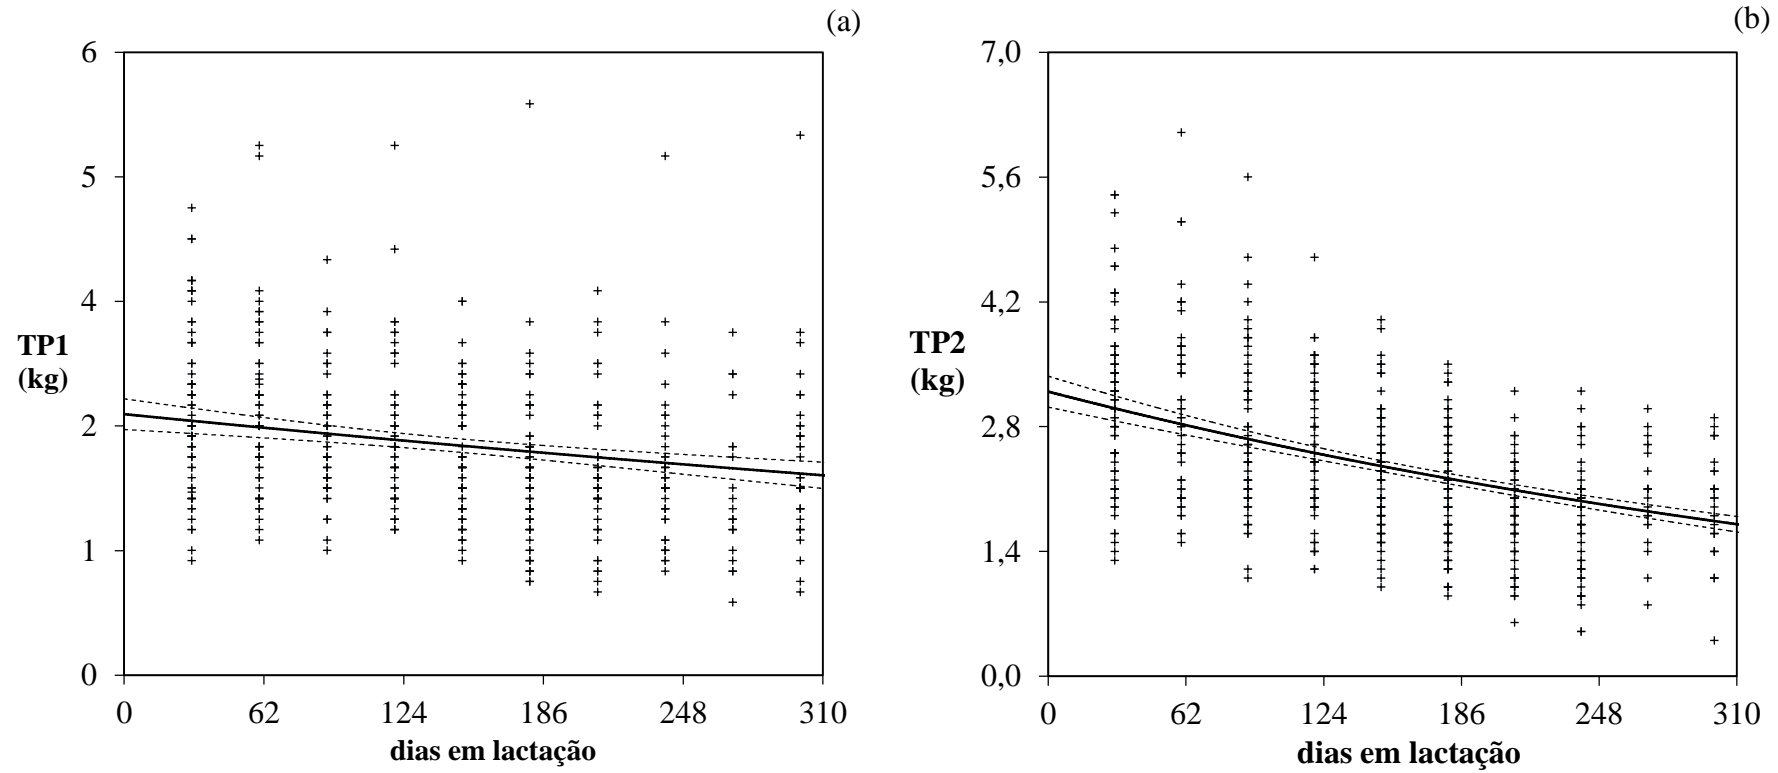 (a)
6
5
4
2
1
0
TP1
(kg)
0 62 124 186 248 310
dias em lactação
(b)
7,0
5,6
4,2
2,8
1,4
0,0
TP2
(kg)
0 62 124 186 248 310
dias em lactação